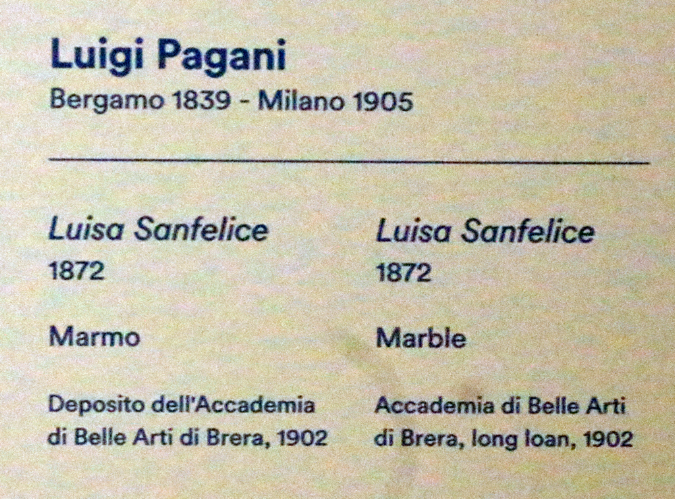 Luigi Pagani
Bergamo 1839 - Milano 1905
Luisa Sanfelice
1872
Marmo
Deposito dell'Accademia
di Belle Arti di Brera, 1902
Luisa Sanfelice
1872
Marble
Accademia di Belle Arti
di Brera, long loan, 1902